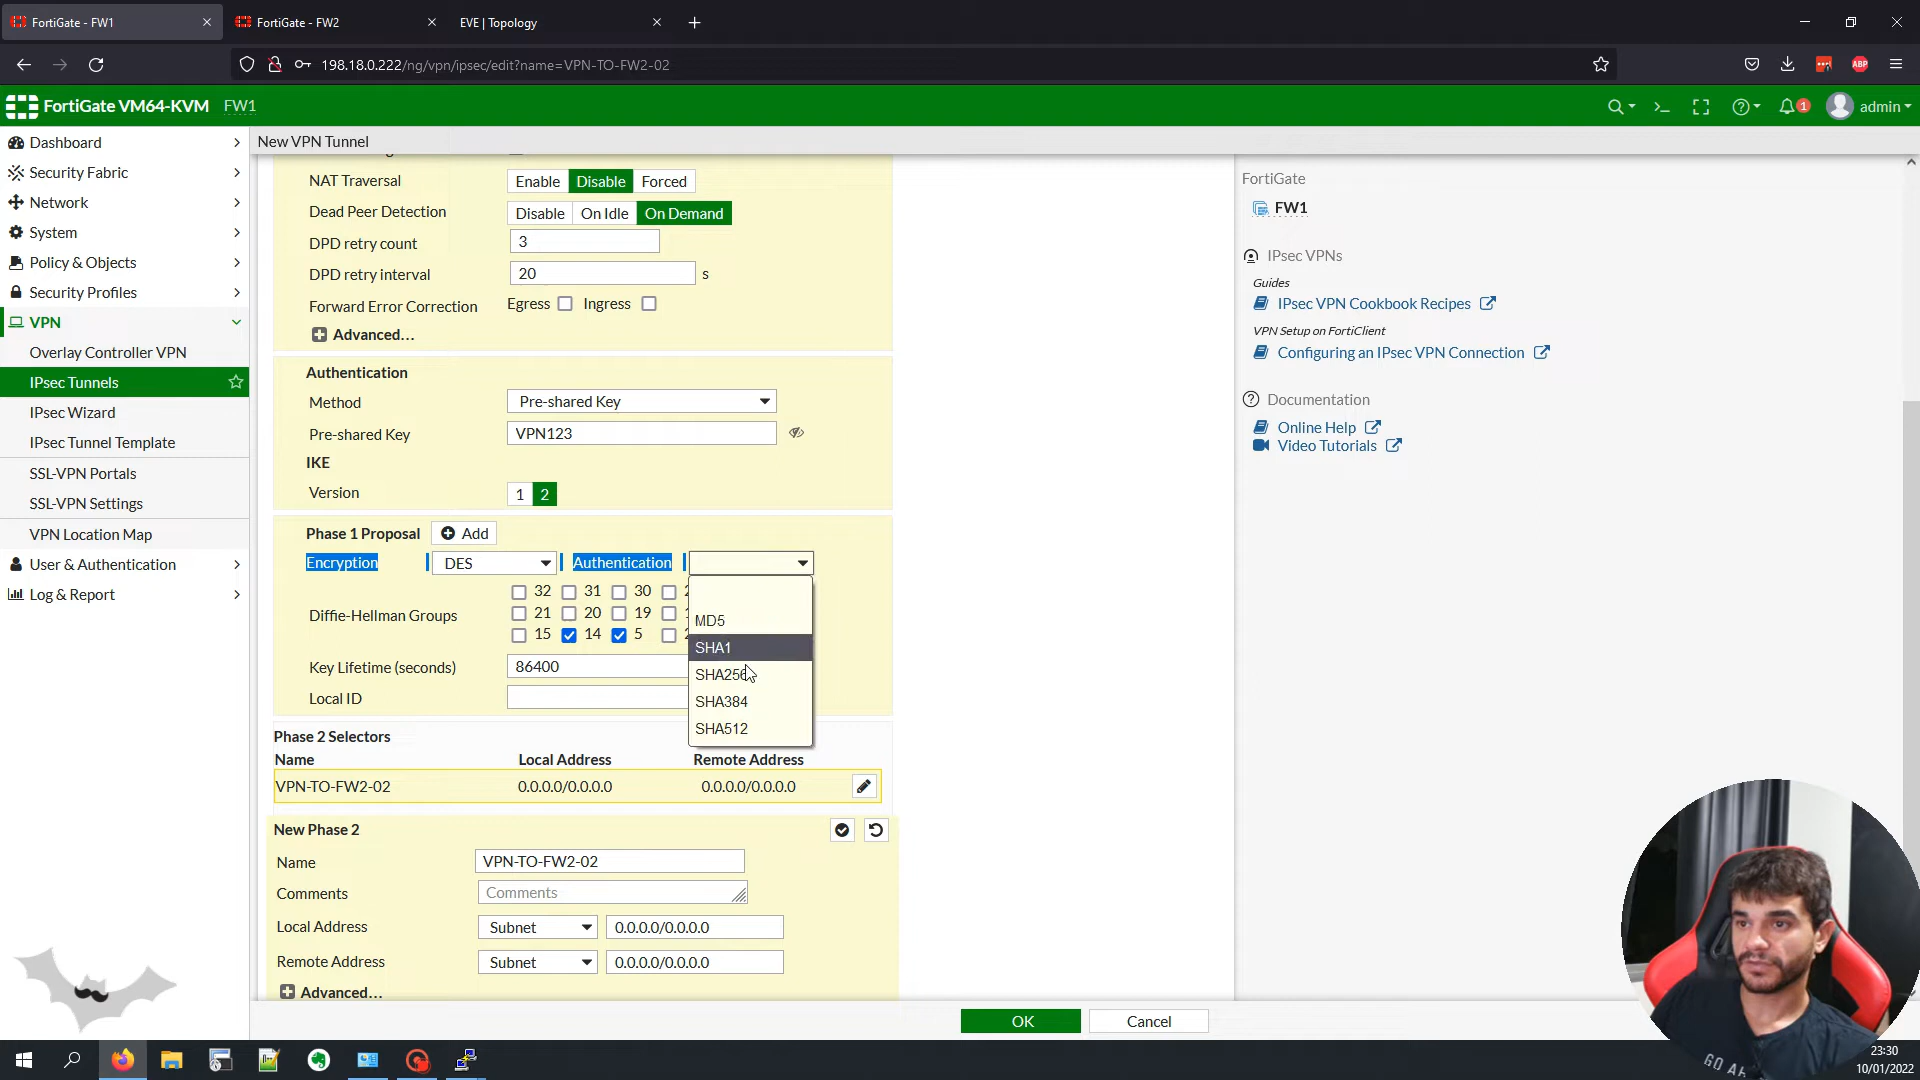 FortiGate - FW1
FortiGate - FW2
EVE | Topology
198.18.0.222/ng/vpn/ipsec/edit?name=VPN-TO-FW2-02
ABP
FortiGate VM64-KVM FW1
1
admin
Dashboard
Security Fabric
Network
System
Policy & Objects
Security Profiles
VPN
Overlay Controller VPN
IPsec Tunnels
IPsec Wizard
IPsec Tunnel Template
SSL-VPN Portals
SSL-VPN Settings
VPN Location Map
User & Authentication
Log & Report
New VPN Tunnel
NAT Traversal Enable Disable Forced
Dead Peer Detection Disable On Idle On Demand
DPD retry count 3
DPD retry interval 20 s
Forward Error Correction Egress Ingress
Advanced...
Authentication
Method Pre-shared Key
Pre-shared Key VPN123
IKE
Version 1 2
Phase 1 Proposal Add
Encryption DES Authentication
MD5
SHA1
SHA256
SHA384
SHA512
32 31 30
Diffie-Hellman Groups 21 20 19
15 14 5
Key Lifetime (seconds) 86400
Local ID
Phase 2 Selectors
Name Local Address Remote Address
VPN-TO-FW2-02 0.0.0.0/0.0.0.0 0.0.0.0/0.0.0.0
New Phase 2
Name VPN-TO-FW2-02
Comments Comments
Local Address Subnet 0.0.0.0/0.0.0.0
Remote Address Subnet 0.0.0.0/0.0.0.0
Advanced...
OK Cancel
FortiGate
FW1
IPsec VPNs
Guides
IPsec VPN Cookbook Recipes
VPN Setup on FortiClient
Configuring an IPsec VPN Connection
Documentation
Online Help
Video Tutorials
23:30
10/01/2022